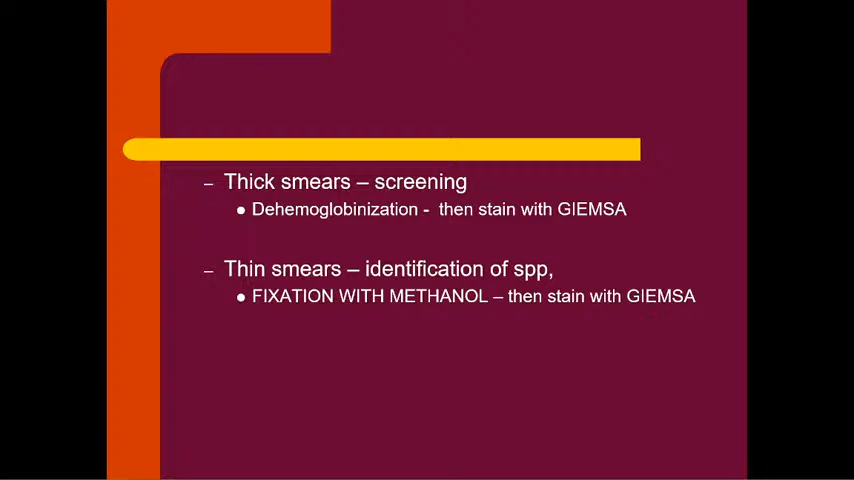 – Thick smears – screening
● Dehemoglobinization - then stain with GIEMSA
– Thin smears – identification of spp,
● FIXATION WITH METHANOL – then stain with GIEMSA